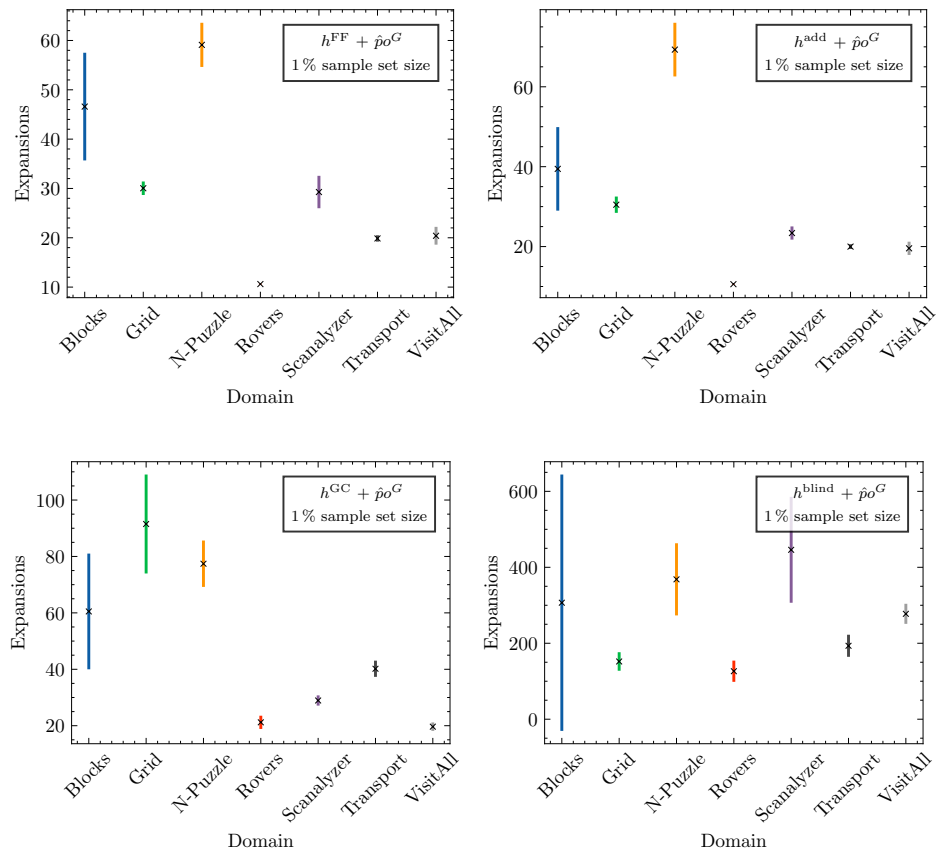 h^FF + p̂o^G
1 % sample set size
Expansions
60
50
40
30
20
10
Blocks
Grid
N-Puzzle
Rovers
Scanalyzer
Transport
VisitAll
Domain
h^add + p̂o^G
1 % sample set size
Expansions
60
40
20
Blocks
Grid
N-Puzzle
Rovers
Scanalyzer
Transport
VisitAll
Domain
h^GC + p̂o^G
1 % sample set size
Expansions
100
80
60
40
20
Blocks
Grid
N-Puzzle
Rovers
Scanalyzer
Transport
VisitAll
Domain
h^blind + p̂o^G
1 % sample set size
Expansions
600
400
200
0
Blocks
Grid
N-Puzzle
Rovers
Scanalyzer
Transport
VisitAll
Domain